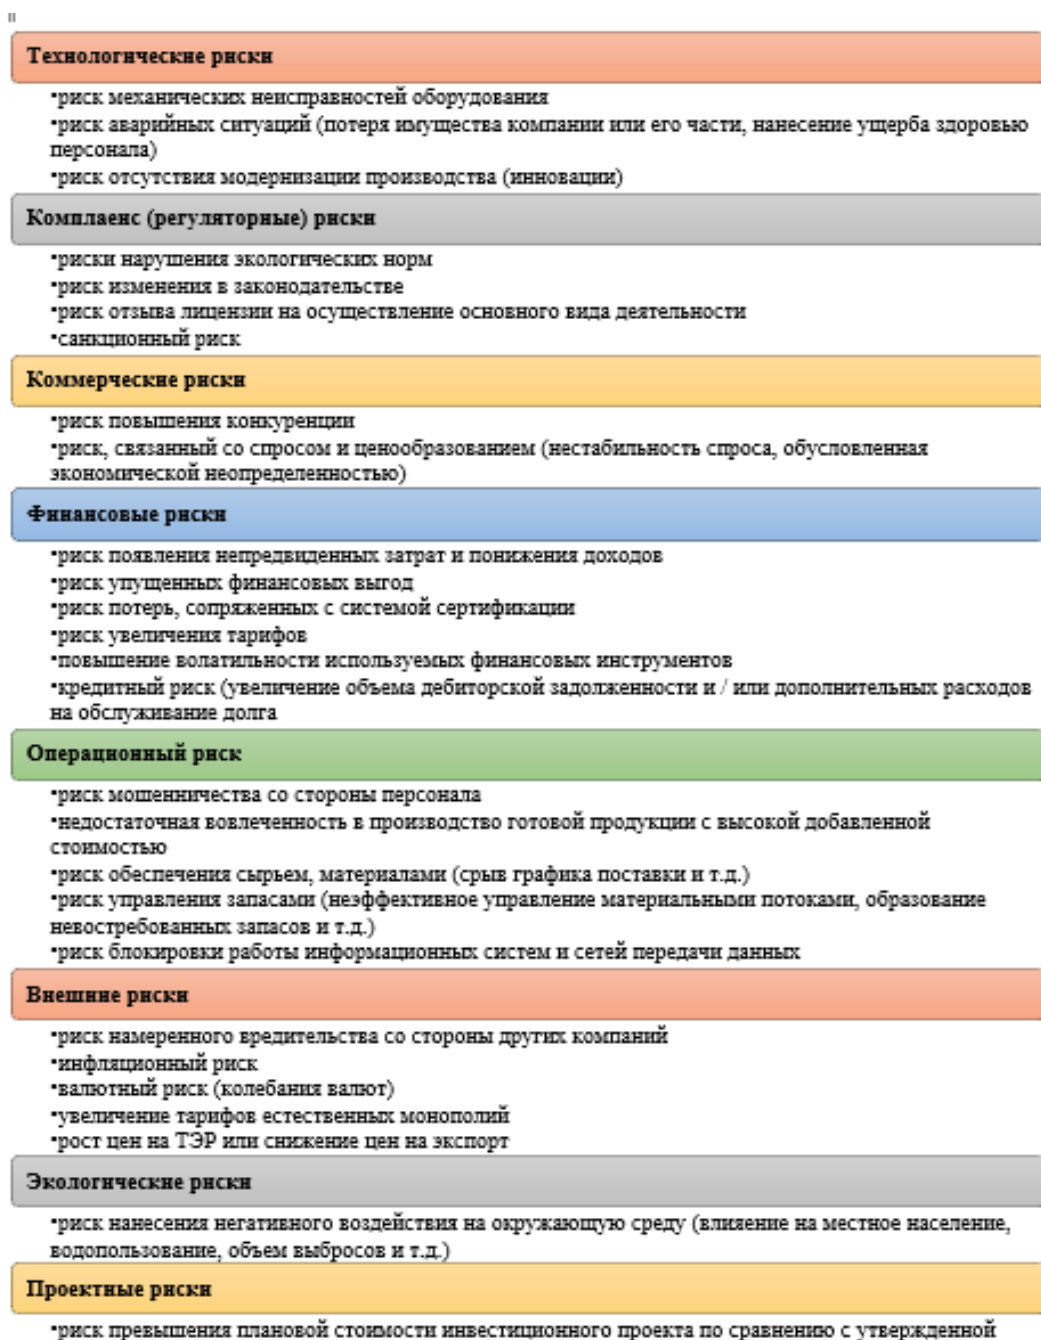 Технологические риски
•риск механических неисправностей оборудования
•риск аварийных ситуаций (потеря имущества компании или его части, нанесение ущерба здоровью
персонала)
•риск отсутствия модернизации производства (инновации)
Комплаенс (регуляторные) риски
•риски нарушения экологических норм
•риск изменения в законодательстве
•риск отзыва лицензии на осуществление основного вида деятельности
•санкционный риск
Коммерческие риски
•риск повышения конкуренции
•риск, связанный со спросом и ценообразованием (нестабильность спроса, обусловленная
экономической неопределенностью)
Финансовые риски
•риск появления непредвиденных затрат и понижения доходов
•риск упущенных финансовых выгод
•риск потерь, сопряженных с системой сертификации
•риск увеличения тарифов
•повышение волатильности используемых финансовых инструментов
•кредитный риск (увеличение объема дебиторской задолженности и / или дополнительных расходов
на обслуживание долга
Операционный риск
•риск мошенничества со стороны персонала
•недостаточная вовлеченность в производство готовой продукции с высокой добавленной
стоимостью
•риск обеспечения сырьем, материалами (срыв графика поставки и т.д.)
•риск управления запасами (неэффективное управление материальными потоками, образование
невостребованных запасов и т.д.)
•риск блокировки работы информационных систем и сетей передачи данных
Внешние риски
•риск намеренного вредительства со стороны других компаний
•инфляционный риск
•валютный риск (колебания валют)
•увеличение тарифов естественных монополий
•рост цен на ТЭР или снижение цен на экспорт
Экологические риски
•риск нанесения негативного воздействия на окружающую среду (влияение на местное население,
водопользование, объем выбросов и т.д.)
Проектные риски
•риск превышения плановой стоимости инвестиционного проекта по сравнению с утвержденной